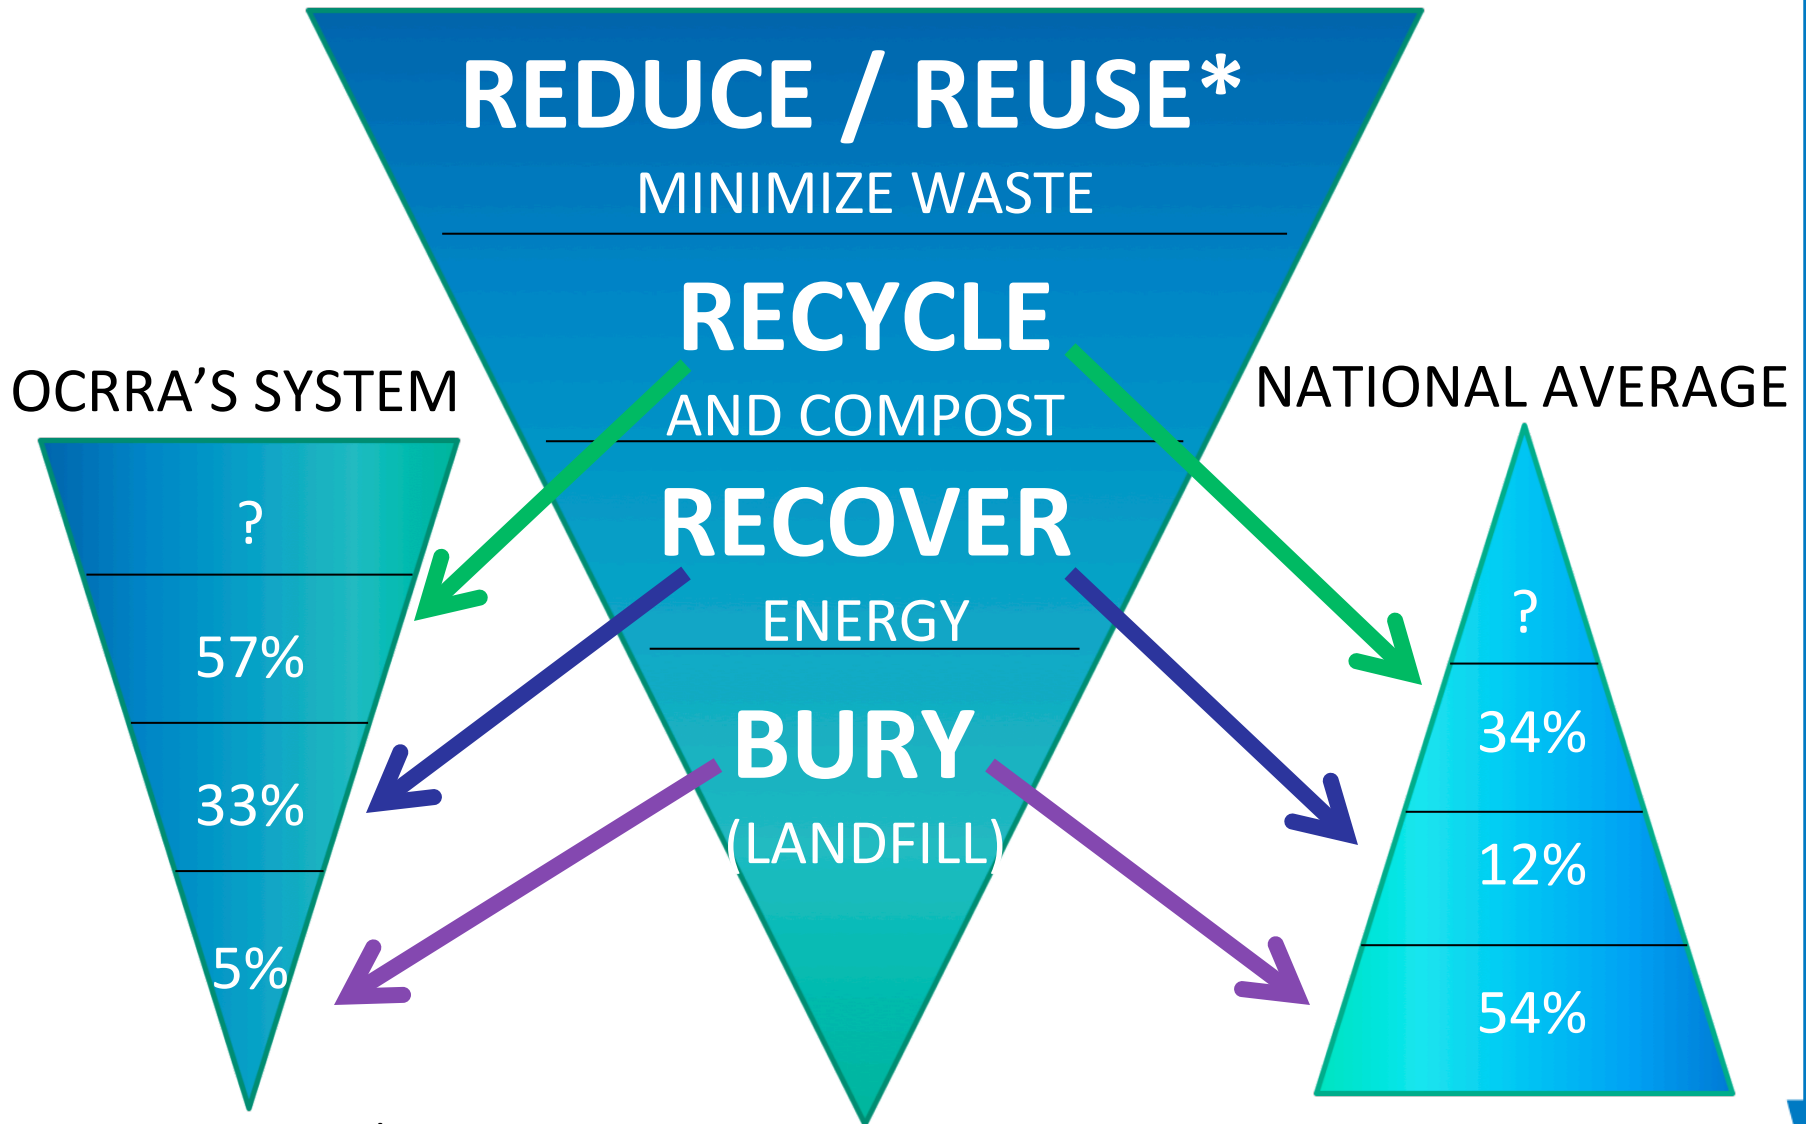 REDUCE / REUSE*
MINIMIZE WASTE
RECYCLE
AND COMPOST
RECOVER
ENERGY
BURY
(LANDFILL)
OCRRA’S SYSTEM
?
57%
33%
5%
NATIONAL AVERAGE
?
34%
12%
54%